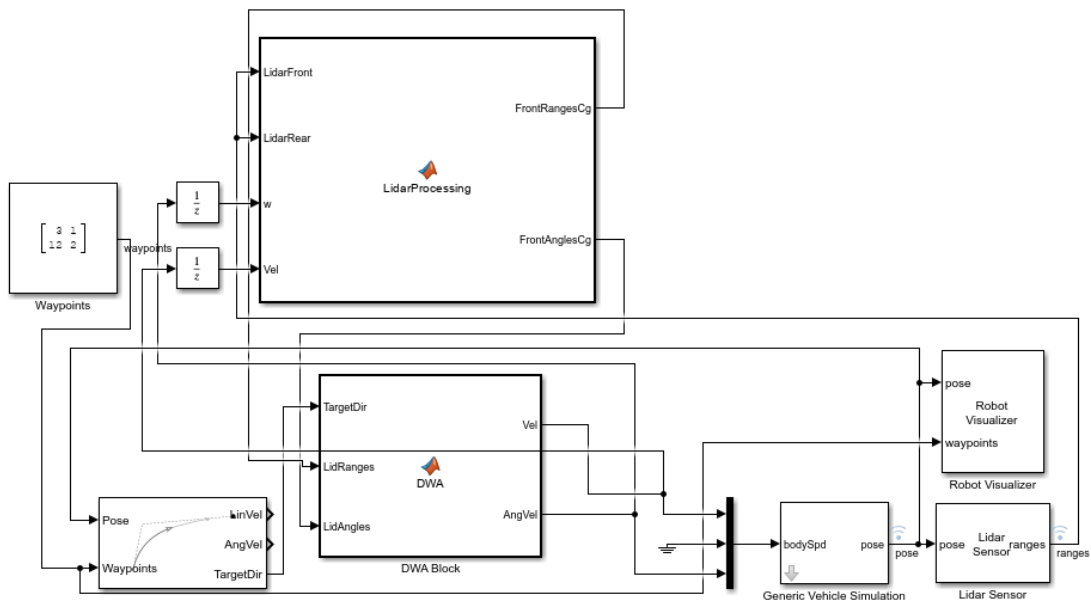 LidarFront
FrontRangesCg
LidarRear
LidarProcessing
3 1
12 2
1
z
w
waypoints
FrontAnglesCg
1
z
Vel
Waypoints
pose
TargetDir
Robot
Visualizer
Vel
waypoints
LidRanges
DWA
Robot Visualizer
Pose
LinVel
AngVel
LidAngles
AngVel
bodySpd
pose
pose
pose
Lidar
Sensor
ranges
ranges
Waypoints
TargetDir
DWA Block
Generic Vehicle Simulation
Lidar Sensor